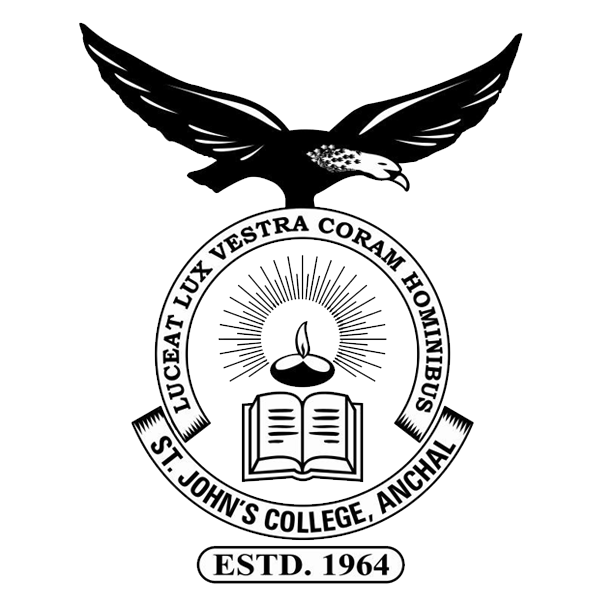 LUCEAT LUX VESTRA CORAM HOMINIBUS
ST. JOHN'S COLLEGE, ANCHAL
ESTD. 1964